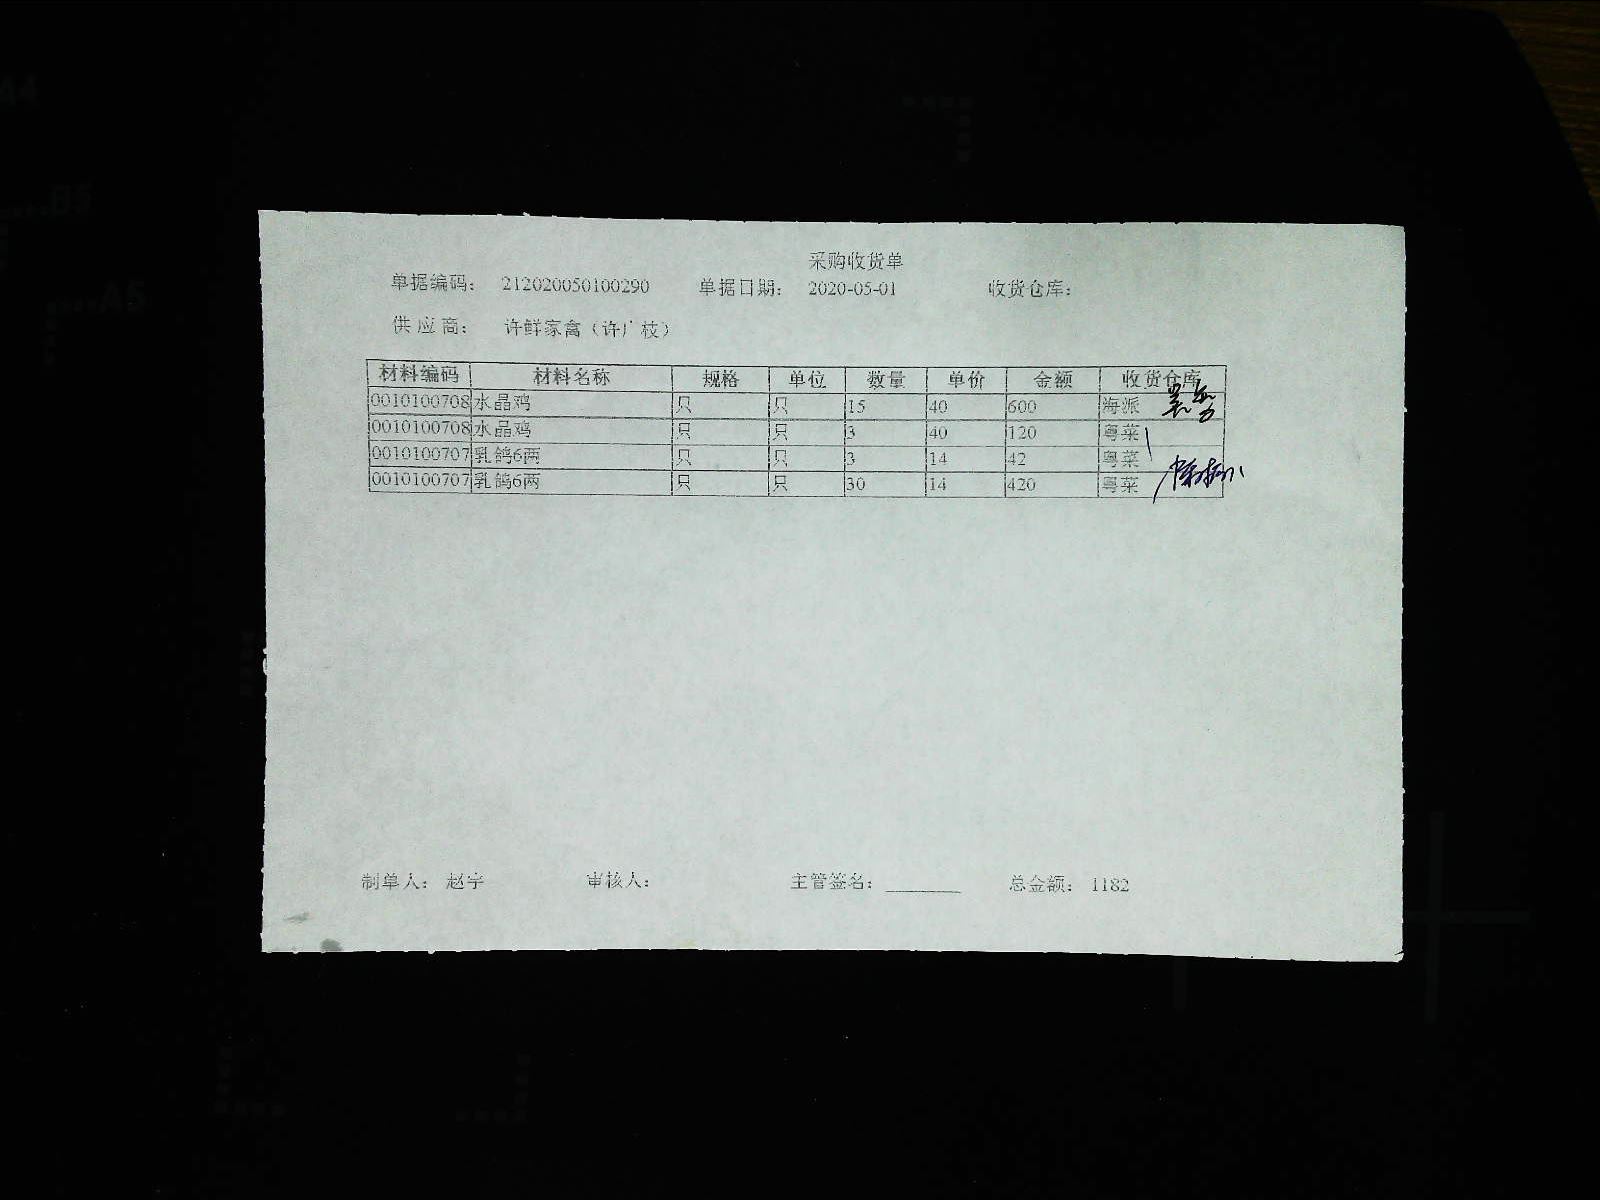 A4
B5
A5
采购收货单
单据编码： 212020050100290 单据日期： 2020-05-01 收货仓库：
供 应 商： 许鲜家禽（许广枝）
材料编码 材料名称 规格 单位 数量 单价 金额 收货仓库
0010100708 水晶鸡 只 只 15 40 600 海派
0010100708 水晶鸡 只 只 3 40 120 粤菜
0010100707 乳鸽6两 只 只 3 14 42 粤菜
0010100707 乳鸽6两 只 只 30 14 420 粤菜
制单人： 赵宇 审核人： 主管签名： 总金额： 1182